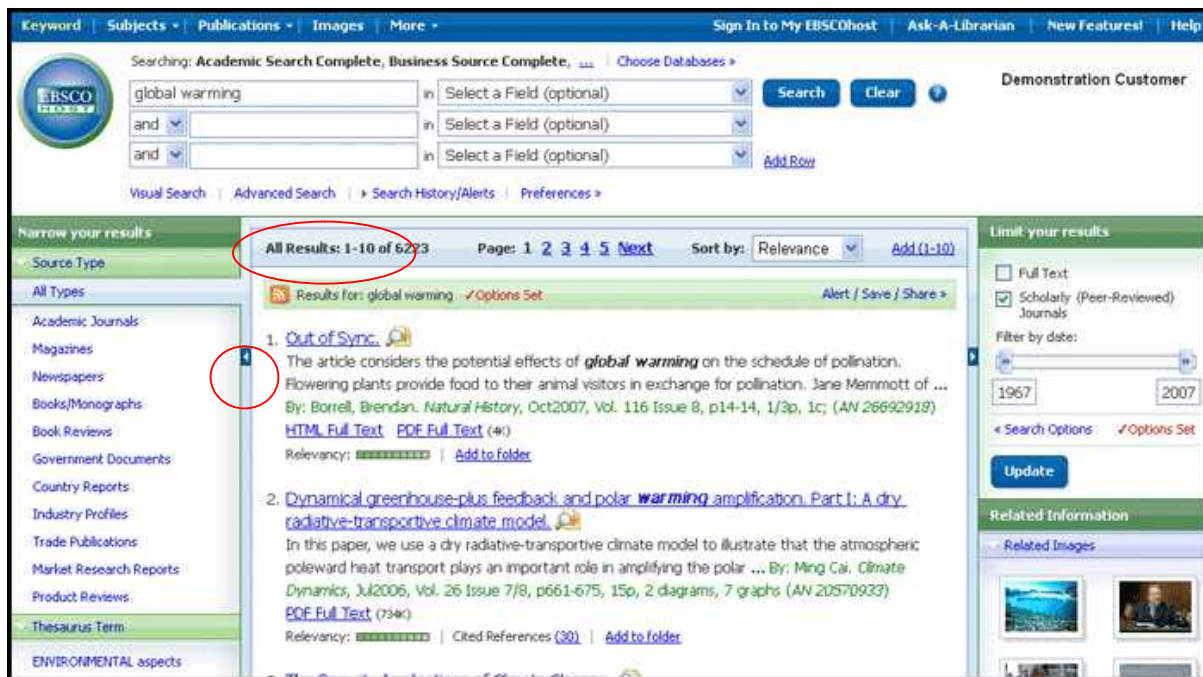 Keyword Subjects Publications Images More Sign In to My EBSCOhost Ask-A-Librarian New Features! Help
Searching: Academic Search Complete, Business Source Complete, ... Choose Databases »
EBSCO
HOST
global warming in Select a Field (optional) Search Clear ?
and in Select a Field (optional)
and in Select a Field (optional) Add Row
Demonstration Customer
Visual Search | Advanced Search | Search History/Alerts | Preferences »
Narrow your results
Source Type
All Types
Academic Journals
Magazines
Newspapers
Books/Monographs
Book Reviews
Government Documents
Country Reports
Industry Profiles
Trade Publications
Market Research Reports
Product Reviews
Thesaurus Term
ENVIRONMENTAL aspects
All Results: 1-10 of 6223 Page: 1 2 3 4 5 Next Sort by: Relevance Add (1-10)
Results for: global warming ✓Options Set Alert / Save / Share »
1. Out of Sync.
The article considers the potential effects of global warming on the schedule of pollination.
Flowering plants provide food to their animal visitors in exchange for pollination. Jane Memmott of ...
By: Borrell, Brendan. Natural History, Oct2007, Vol. 116 Issue 8, p14-14, 1/3p, 1c; (AN 26692918)
HTML Full Text PDF Full Text (4K)
Relevancy: | Add to folder
2. Dynamical greenhouse-plus feedback and polar warming amplification. Part I: A dry
radiative-transportive climate model.
In this paper, we use a dry radiative-transportive climate model to illustrate that the atmospheric
poleward heat transport plays an important role in amplifying the polar ... By: Ming Cai. Climate
Dynamics, Jul2006, Vol. 26 Issue 7/8, p661-675, 15p, 2 diagrams, 7 graphs (AN 20570933)
PDF Full Text (734K)
Relevancy: | Cited References (30) | Add to folder
Limit your results
Full Text
Scholarly (Peer-Reviewed)
Journals
Filter by date:
1967 2007
« Search Options ✓Options Set
Update
Related Information
Related Images